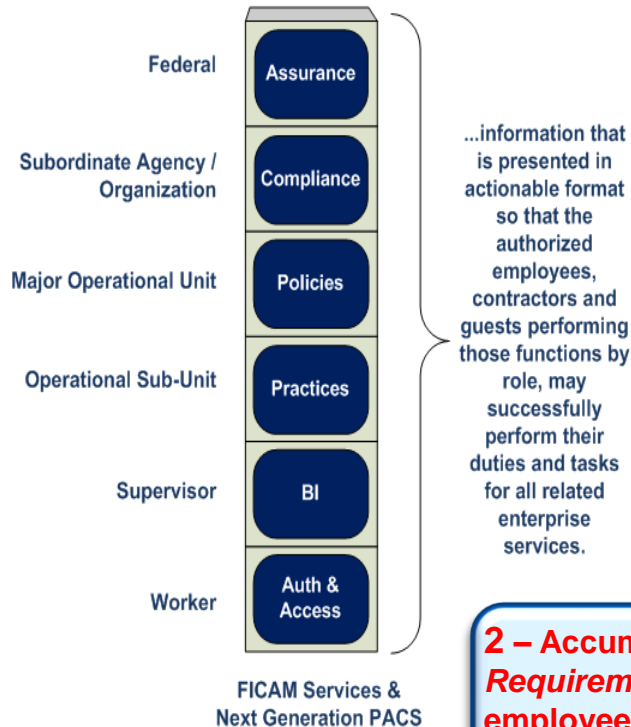 Federal
Assurance
Subordinate Agency /
Organization
Compliance
Major Operational Unit
Policies
Operational Sub-Unit
Practices
Supervisor
BI
Worker
Auth &
Access
FICAM Services &
Next Generation PACS
...information that
is presented in
actionable format
so that the
authorized
employees,
contractors and
guests performing
those functions by
role, may
successfully
perform their
duties and tasks
for all related
enterprise
services.
2 – Accum
Requirem
employee